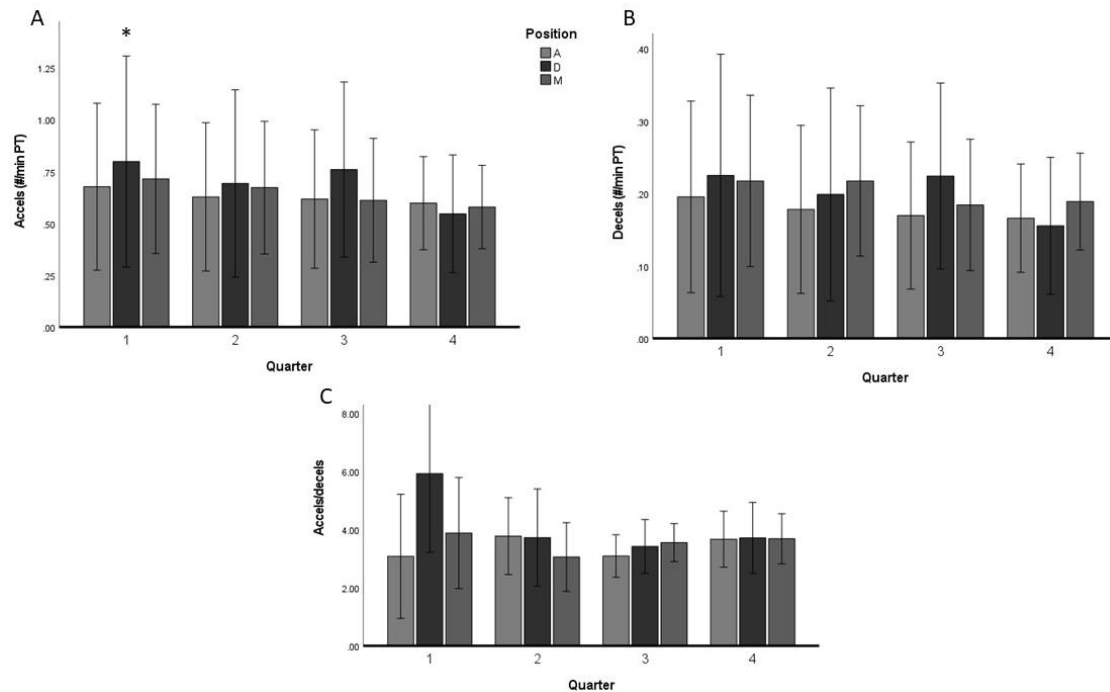 A
*
Position
A
D
M
Accels (#/min PT)
1.25
1.00
.75
.50
.25
.00
1 2 3 4
Quarter
B
Decels (#/min PT)
.40
.30
.20
.10
.00
1 2 3 4
Quarter
C
Accels/decels
8.00
6.00
4.00
2.00
.00
1 2 3 4
Quarter